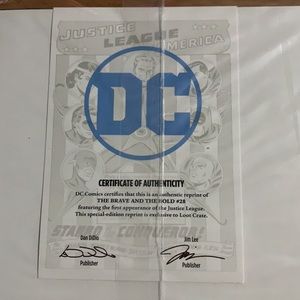 JUSTICE
LEAGUE
AMERICA
DC
CERTIFICATE OF AUTHENTICITY
DC Comics certifies that this is an authentic reprint of
THE BRAVE AND THE BOLD #28
featuring the first appearance of the Justice League.
This special-edition reprint is exclusive to Loot Crate.
Dan DiDio
Jim Lee
Publisher
Publisher